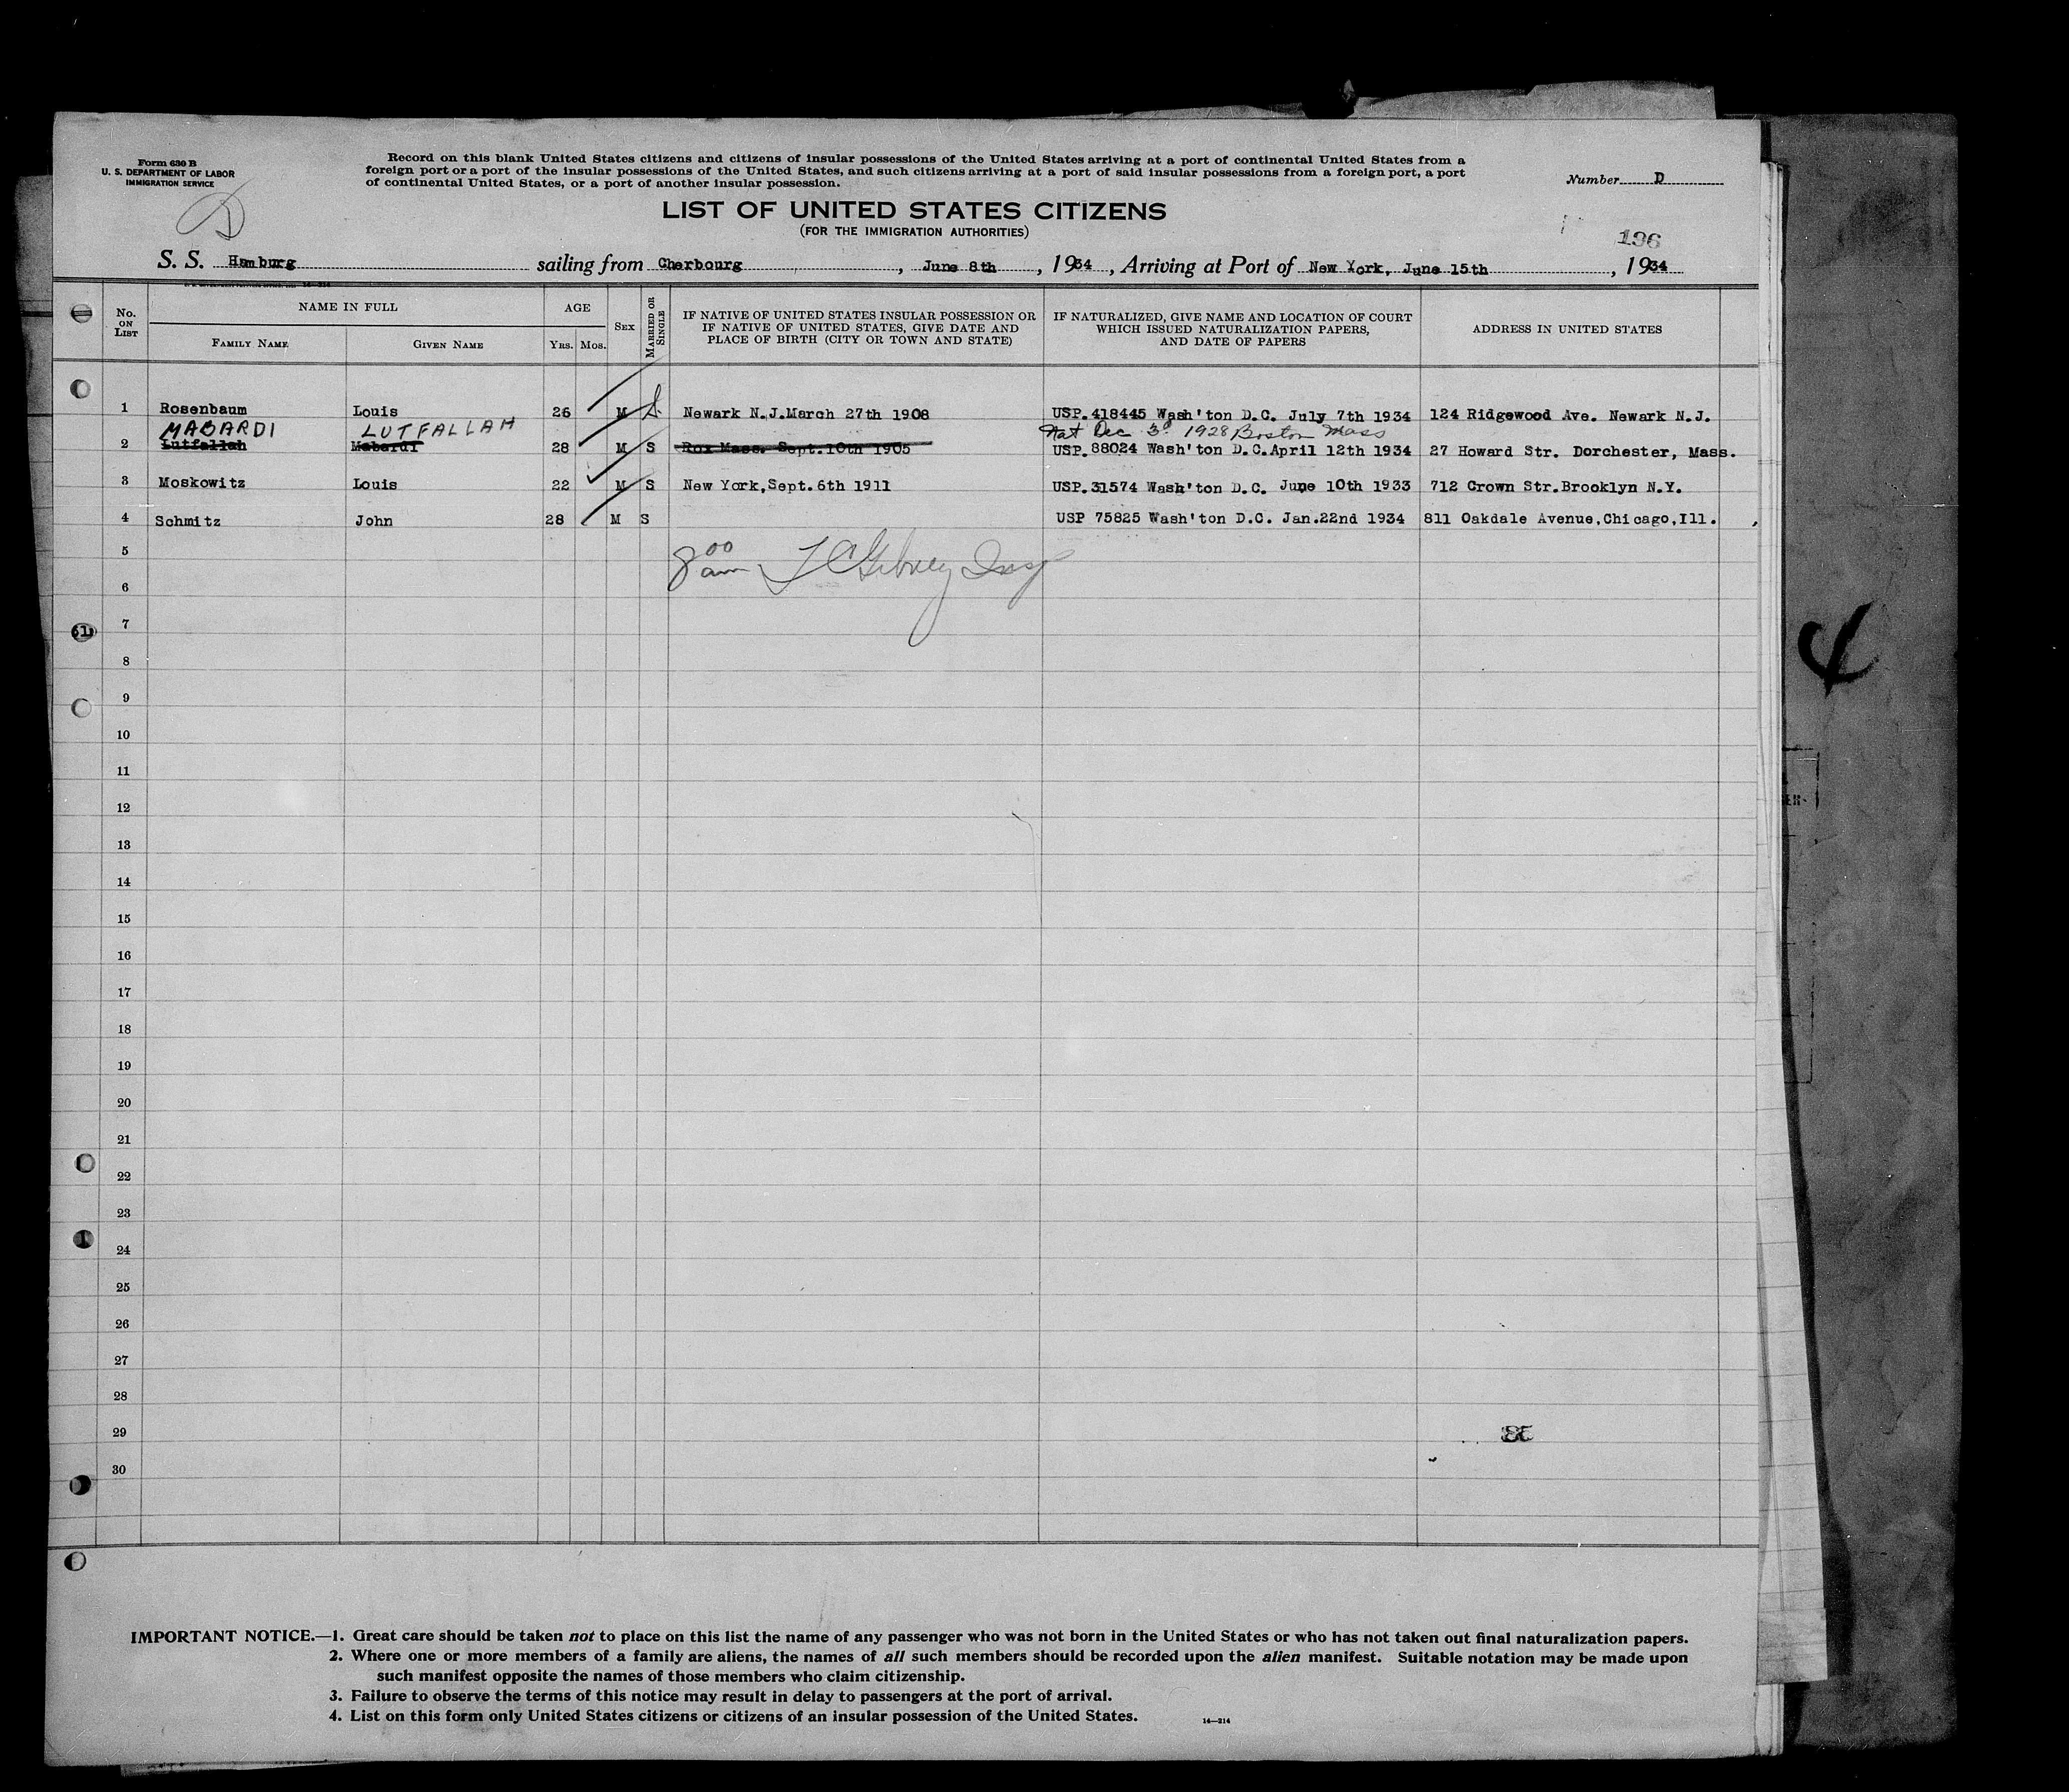 Form 630 B
U. S. DEPARTMENT OF LABOR
IMMIGRATION SERVICE
D
Record on this blank United States citizens and citizens of insular possessions of the United States arriving at a port of continental United States from a
foreign port or a port of the insular possessions of the United States, and such citizens arriving at a port of said insular possessions from a foreign port, a port
of continental United States, or a port of another insular possession.
Number D
LIST OF UNITED STATES CITIZENS
(FOR THE IMMIGRATION AUTHORITIES)
196
S. S. Hamburg sailing from Cherbourg, June 8th, 1934, Arriving at Port of New York, June 15th, 1934
No. ON LIST
NAME IN FULL
FAMILY NAME
GIVEN NAME
AGE
YRS. MOS.
SEX
MARRIED OR SINGLE
IF NATIVE OF UNITED STATES INSULAR POSSESSION OR
IF NATIVE OF UNITED STATES, GIVE DATE AND
PLACE OF BIRTH (CITY OR TOWN AND STATE)
IF NATURALIZED, GIVE NAME AND LOCATION OF COURT
WHICH ISSUED NATURALIZATION PAPERS,
AND DATE OF PAPERS
ADDRESS IN UNITED STATES
1 Rosenbaum Louis 26 M S. Newark N.J.March 27th 1908 USP.418445 Wash'ton D.C. July 7th 1934 124 Ridgewood Ave. Newark N.J.
MABARDI LUTFALLAH Nat Dec 3d 1928 Boston Mass
2 Lutfallah Mabardi 28 M S Rox Mass. Sept.10th 1905 USP.88024 Wash'ton D.C.April 12th 1934 27 Howard Str. Dorchester, Mass.
3 Moskowitz Louis 22 M S New York,Sept.6th 1911 USP.31574 Wash'ton D.C. June 10th 1933 712 Crown Str.Brooklyn N.Y.
4 Schmitz John 28 M S USP 75825 Wash'ton D.C. Jan.22nd 1934 811 Oakdale Avenue,Chicago,Ill.
5
8 00 am
6
7
8
9
10
11
12
13
14
15
16
17
18
19
20
21
22
23
24
25
26
27
28
29
30
IMPORTANT NOTICE.—1. Great care should be taken not to place on this list the name of any passenger who was not born in the United States or who has not taken out final naturalization papers.
2. Where one or more members of a family are aliens, the names of all such members should be recorded upon the alien manifest. Suitable notation may be made upon
such manifest opposite the names of those members who claim citizenship.
3. Failure to observe the terms of this notice may result in delay to passengers at the port of arrival.
4. List on this form only United States citizens or citizens of an insular possession of the United States.
14—214